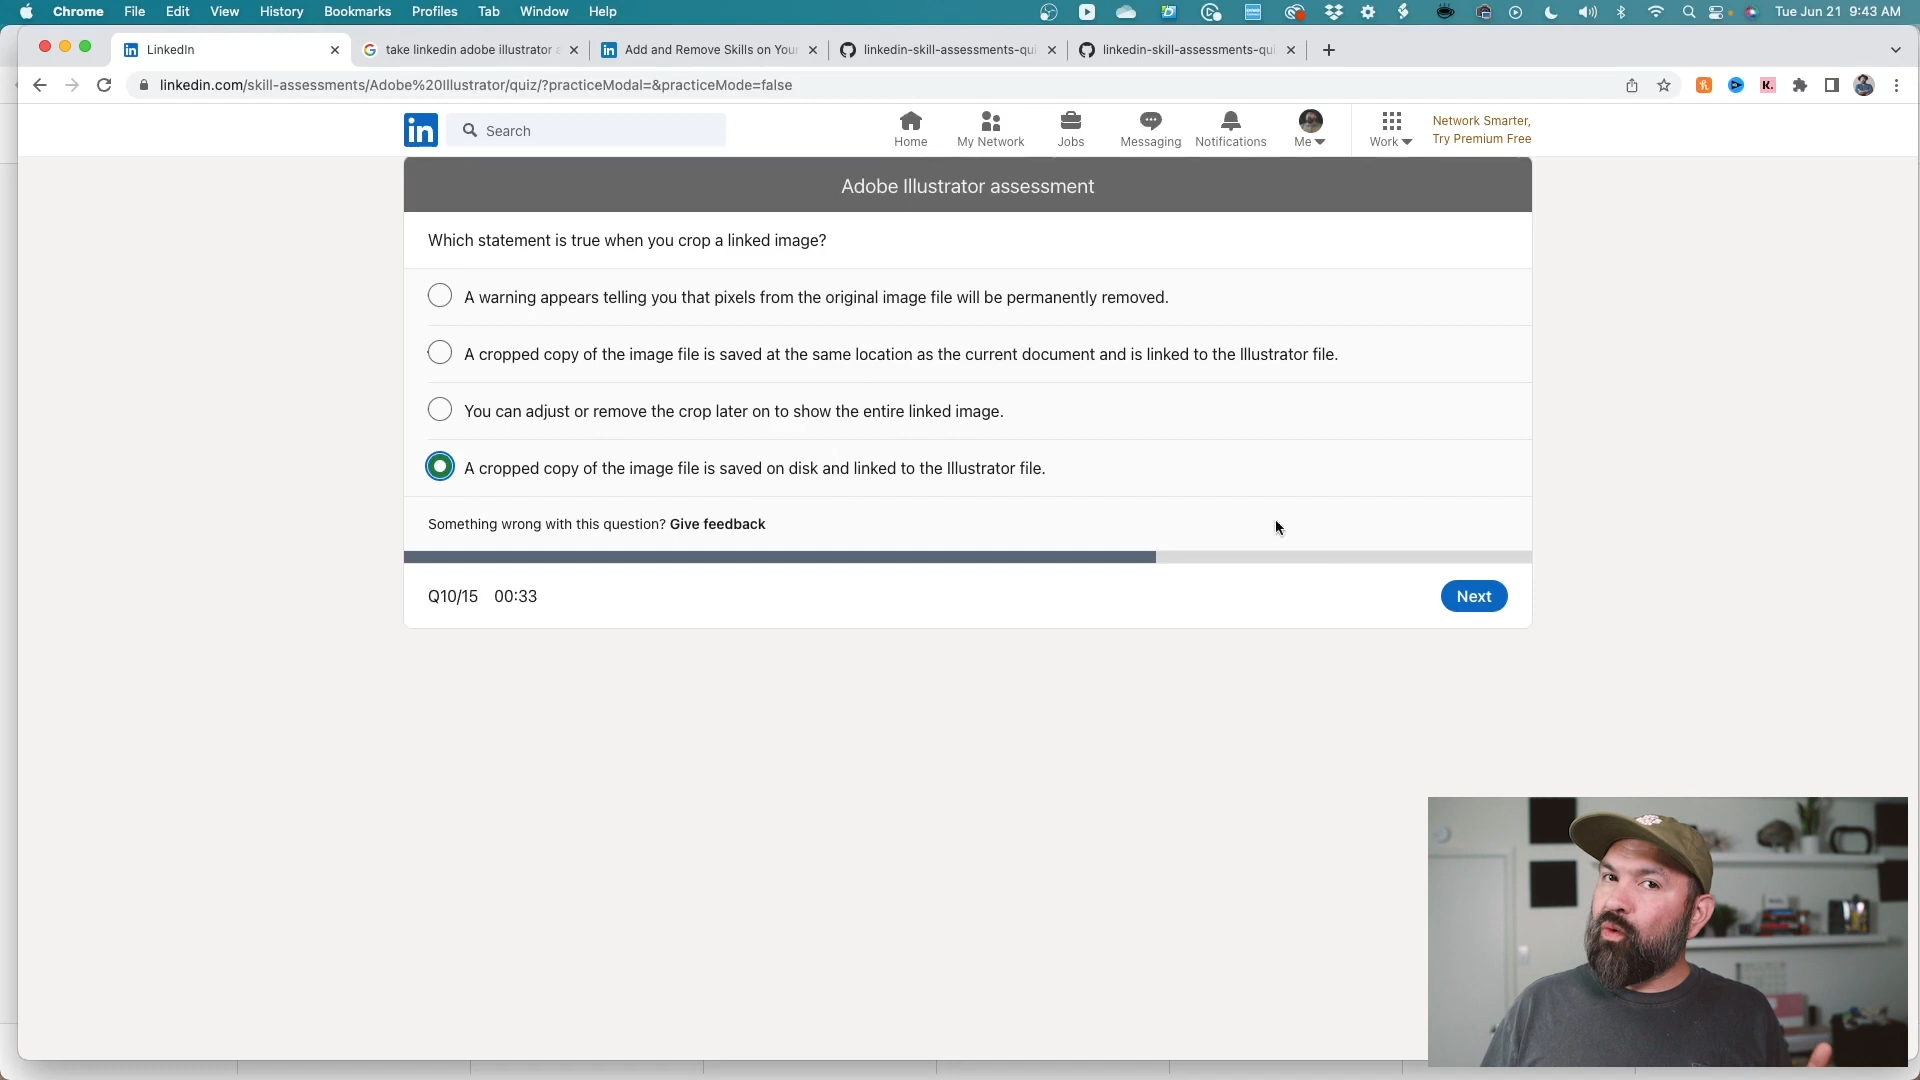 Chrome File Edit View History Bookmarks Profiles Tab Window Help Tue Jun 21 9:43 AM
LinkedIn take linkedin adobe illustrator Add and Remove Skills on Your linkedin-skill-assessments-qui linkedin-skill-assessments-qui
linkedin.com/skill-assessments/Adobe%20Illustrator/quiz/?practiceModal=&practiceMode=false
in Search
Home My Network Jobs Messaging Notifications Me Work
Network Smarter,
Try Premium Free
Adobe Illustrator assessment
Which statement is true when you crop a linked image?
A warning appears telling you that pixels from the original image file will be permanently removed.
A cropped copy of the image file is saved at the same location as the current document and is linked to the Illustrator file.
You can adjust or remove the crop later on to show the entire linked image.
A cropped copy of the image file is saved on disk and linked to the Illustrator file.
Something wrong with this question? Give feedback
Q10/15 00:33
Next